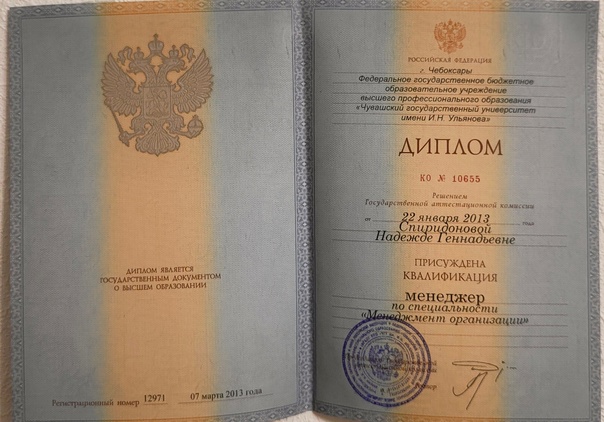 ДИПЛОМ ЯВЛЯЕТСЯ
ГОСУДАРСТВЕННЫМ ДОКУМЕНТОМ
О ВЫСШЕМ ОБРАЗОВАНИИ
Регистрационный номер 12971 07 марта 2013 года
РОССИЙСКАЯ ФЕДЕРАЦИЯ
г. Чебоксары
Федеральное государственное бюджетное
образовательное учреждение
высшего профессионального образования
«Чувашский государственный университет
имени И.Н. Ульянова»
ДИПЛОМ
КО № 10655
Решением
Государственной аттестационной комиссии
от 22 января 2013 года
Спиридоновой
Надежде Геннадьевне
ПРИСУЖДЕНА
КВАЛИФИКАЦИЯ
менеджер
по специальности
«Менеджмент организации»